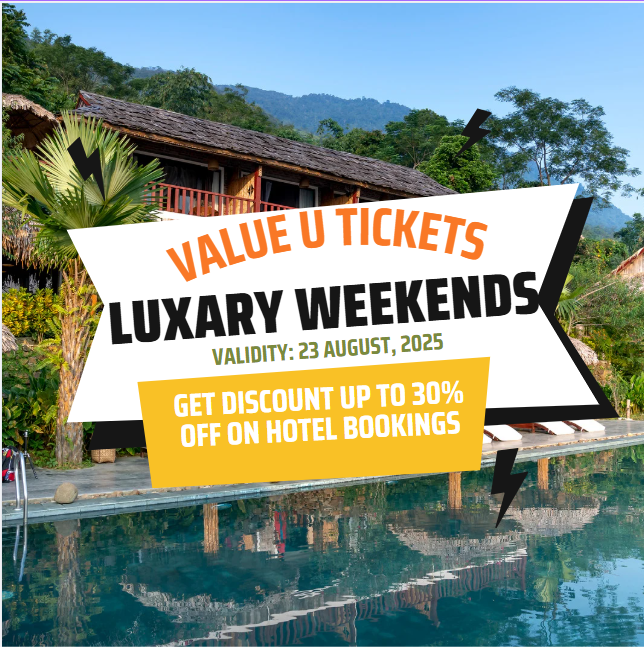 VALUE U TICKETS
LUXARY WEEKENDS
VALIDITY: 23 AUGUST, 2025
GET DISCOUNT UP TO 30%
OFF ON HOTEL BOOKINGS